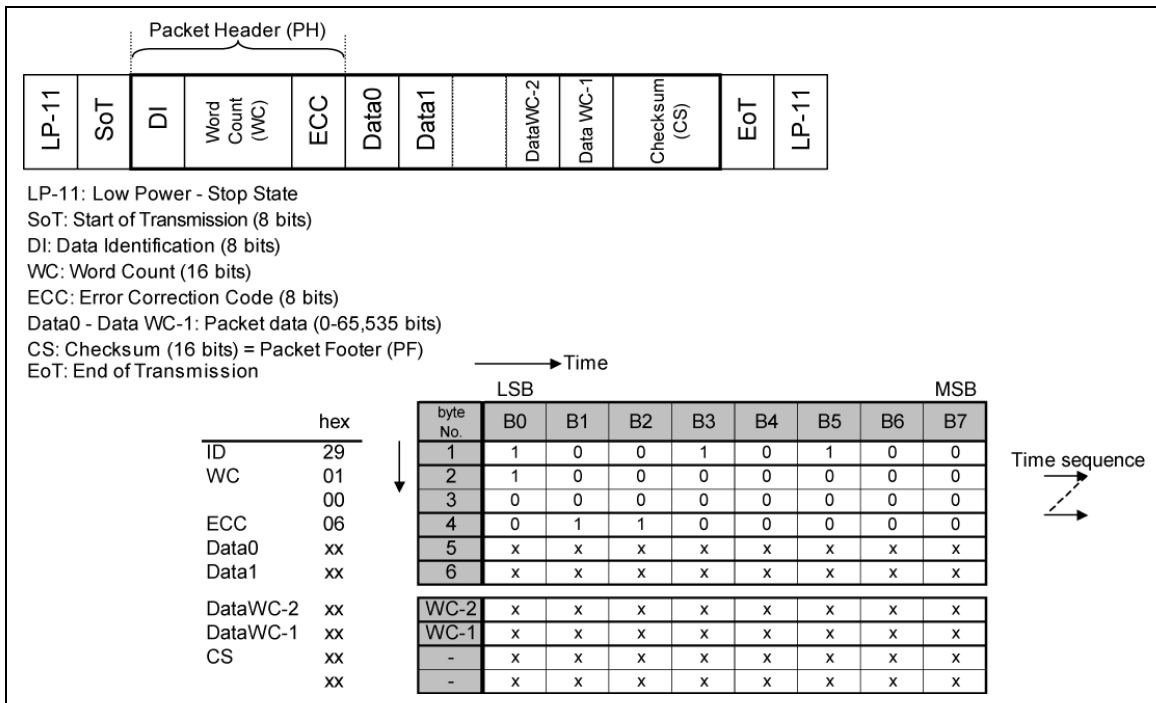 Packet Header (PH)
LP-11 SoT DI Word Count (WC) ECC Data0 Data1 DataWC-2 Data WC-1 Checksum (CS) EoT LP-11
LP-11: Low Power - Stop State
SoT: Start of Transmission (8 bits)
DI: Data Identification (8 bits)
WC: Word Count (16 bits)
ECC: Error Correction Code (8 bits)
Data0 - Data WC-1: Packet data (0-65,535 bits)
CS: Checksum (16 bits) = Packet Footer (PF)
EoT: End of Transmission
Time
LSB MSB
hex byte No. B0 B1 B2 B3 B4 B5 B6 B7
ID 29 1 1 0 0 1 0 1 0 0
WC 01 2 1 0 0 0 0 0 0 0
00 3 0 0 0 0 0 0 0 0
ECC 06 4 0 1 1 0 0 0 0 0
Data0 xx 5 x x x x x x x x
Data1 xx 6 x x x x x x x x
DataWC-2 xx WC-2 x x x x x x x x
DataWC-1 xx WC-1 x x x x x x x x
CS xx - x x x x x x x x
xx - x x x x x x x x
Time sequence